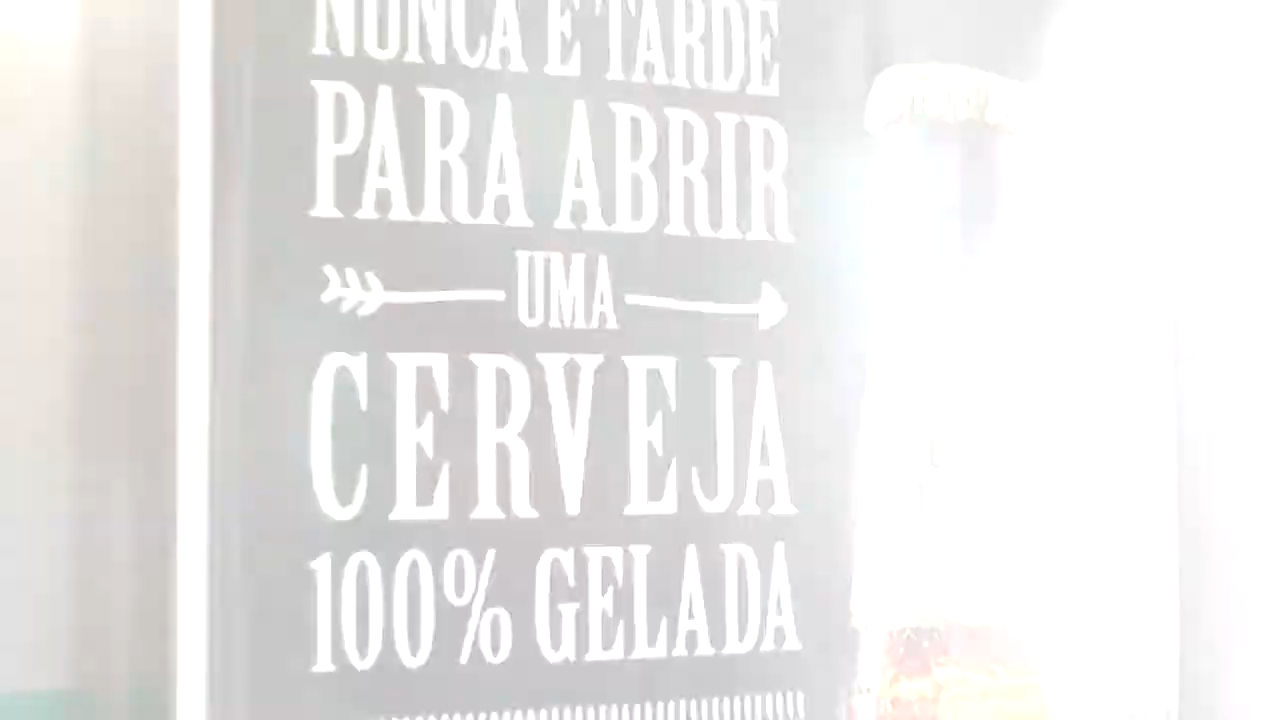 NUNCA E TARDE
PARA ABRIR
UMA
CERVEJA
100% GELADA